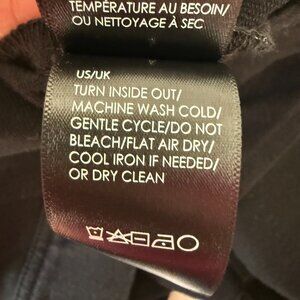 TEMPÉRATURE AU BESOIN/
OU NETTOYAGE À SEC
US/UK
TURN INSIDE OUT/
MACHINE WASH COLD/
GENTLE CYCLE/DO NOT
BLEACH/FLAT AIR DRY/
COOL IRON IF NEEDED/
OR DRY CLEAN